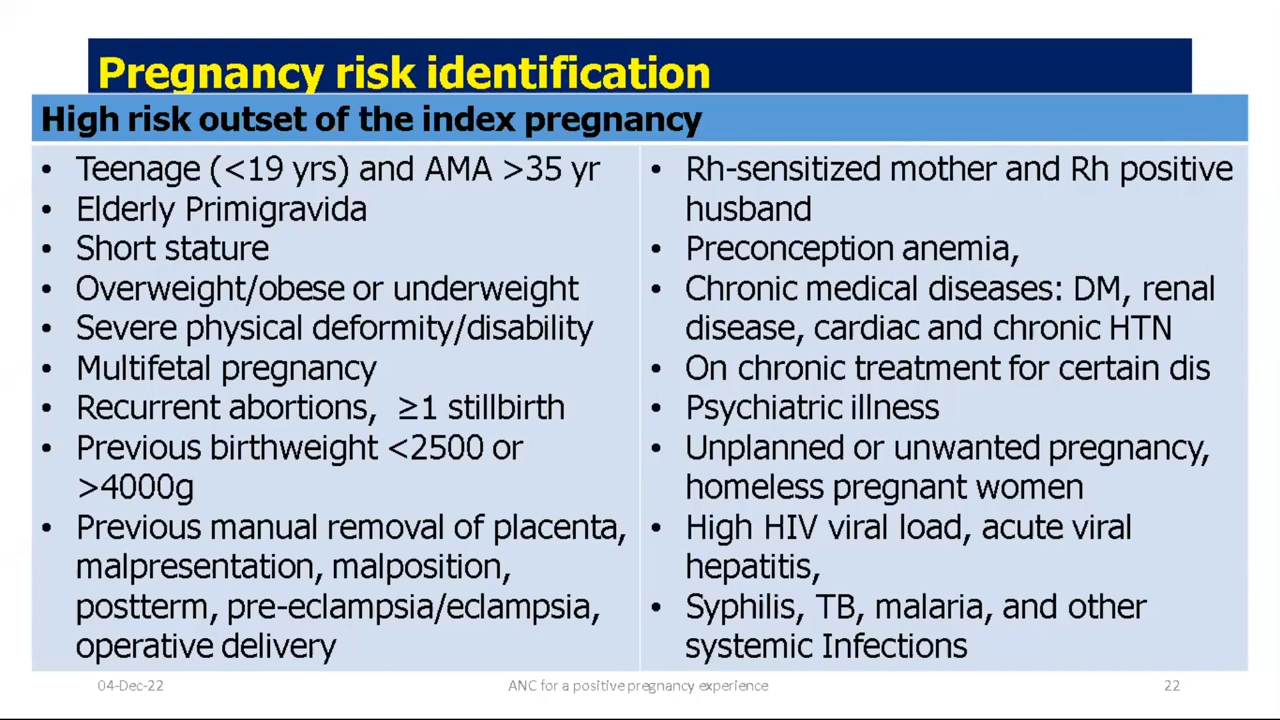 Pregnancy risk identification
High risk outset of the index pregnancy
• Teenage (<19 yrs) and AMA >35 yr
• Elderly Primigravida
• Short stature
• Overweight/obese or underweight
• Severe physical deformity/disability
• Multifetal pregnancy
• Recurrent abortions, ≥1 stillbirth
• Previous birthweight <2500 or
>4000g
• Previous manual removal of placenta,
malpresentation, malposition,
postterm, pre-eclampsia/eclampsia,
operative delivery
• Rh-sensitized mother and Rh positive
husband
• Preconception anemia,
• Chronic medical diseases: DM, renal
disease, cardiac and chronic HTN
• On chronic treatment for certain dis
• Psychiatric illness
• Unplanned or unwanted pregnancy,
homeless pregnant women
• High HIV viral load, acute viral
hepatitis,
• Syphilis, TB, malaria, and other
systemic Infections
04-Dec-22
ANC for a positive pregnancy experience
22